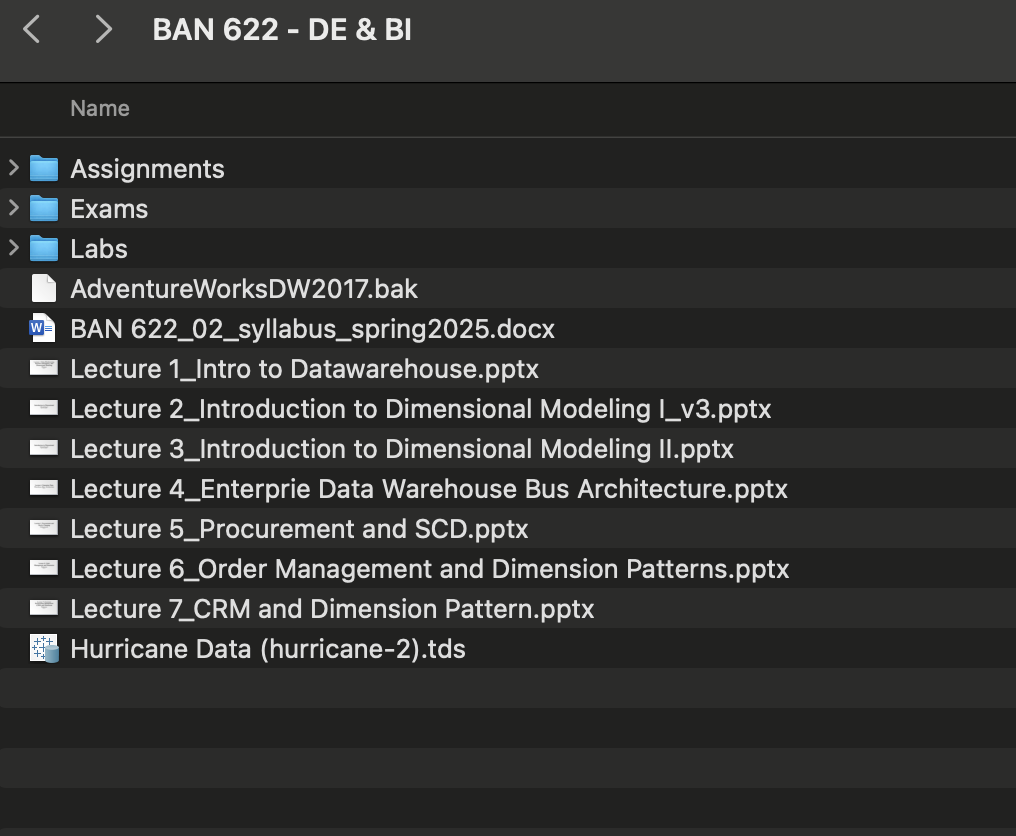 BAN 622 - DE & BI
Name
Assignments
Exams
Labs
AdventureWorksDW2017.bak
BAN 622_02_syllabus_spring2025.docx
Lecture 1_Intro to Datawarehouse.pptx
Lecture 2_Introduction to Dimensional Modeling I_v3.pptx
Lecture 3_Introduction to Dimensional Modeling II.pptx
Lecture 4_Enterprie Data Warehouse Bus Architecture.pptx
Lecture 5_Procurement and SCD.pptx
Lecture 6_Order Management and Dimension Patterns.pptx
Lecture 7_CRM and Dimension Pattern.pptx
Hurricane Data (hurricane-2).tds